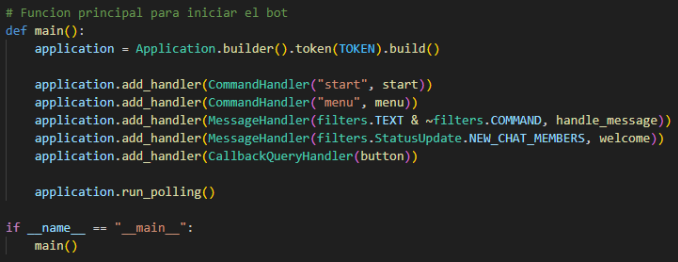 # Funcion principal para iniciar el bot
def main():
    application = Application.builder().token(TOKEN).build()

    application.add_handler(CommandHandler("start", start))
    application.add_handler(CommandHandler("menu", menu))
    application.add_handler(MessageHandler(filters.TEXT & ~filters.COMMAND, handle_message))
    application.add_handler(MessageHandler(filters.StatusUpdate.NEW_CHAT_MEMBERS, welcome))
    application.add_handler(CallbackQueryHandler(button))

    application.run_polling()

if __name__ == "__main__":
    main()